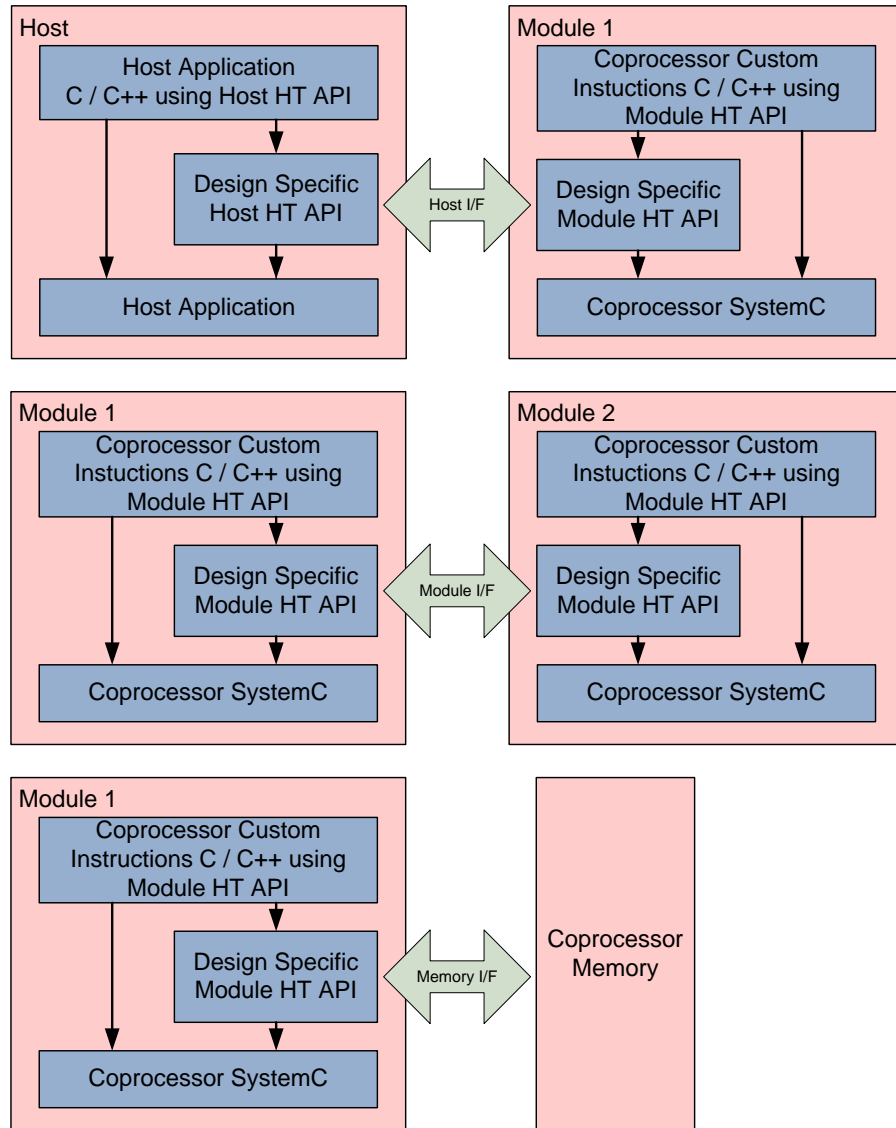 Host
Host Application
C / C++ using Host HT API
Design Specific
Host HT API
Host Application
Host I/F
Module 1
Coprocessor Custom
Instuctions C / C++ using
Module HT API
Design Specific
Module HT API
Coprocessor SystemC
Module 1
Coprocessor Custom
Instuctions C / C++ using
Module HT API
Design Specific
Module HT API
Coprocessor SystemC
Module I/F
Module 2
Coprocessor Custom
Instuctions C / C++ using
Module HT API
Design Specific
Module HT API
Coprocessor SystemC
Module 1
Coprocessor Custom
Instructions C / C++ using
Module HT API
Design Specific
Module HT API
Coprocessor SystemC
Memory I/F
Coprocessor
Memory